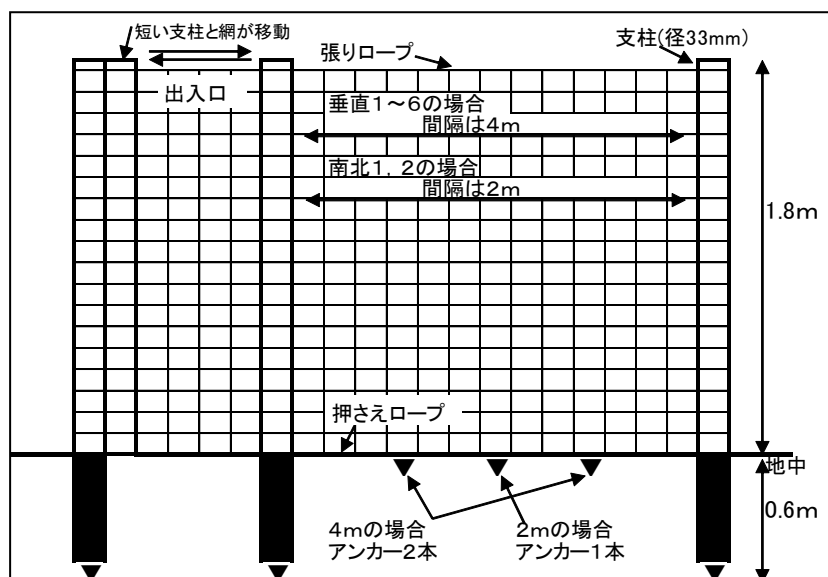 短い支柱と網が移動
支柱(径33mm)
張りロープ
出入口
垂直1～6の場合
間隔は4m
南北1,2の場合
間隔は2m
1.8m
押さえロープ
地中
0.6m
4mの場合
アンカー2本
2mの場合
アンカー1本